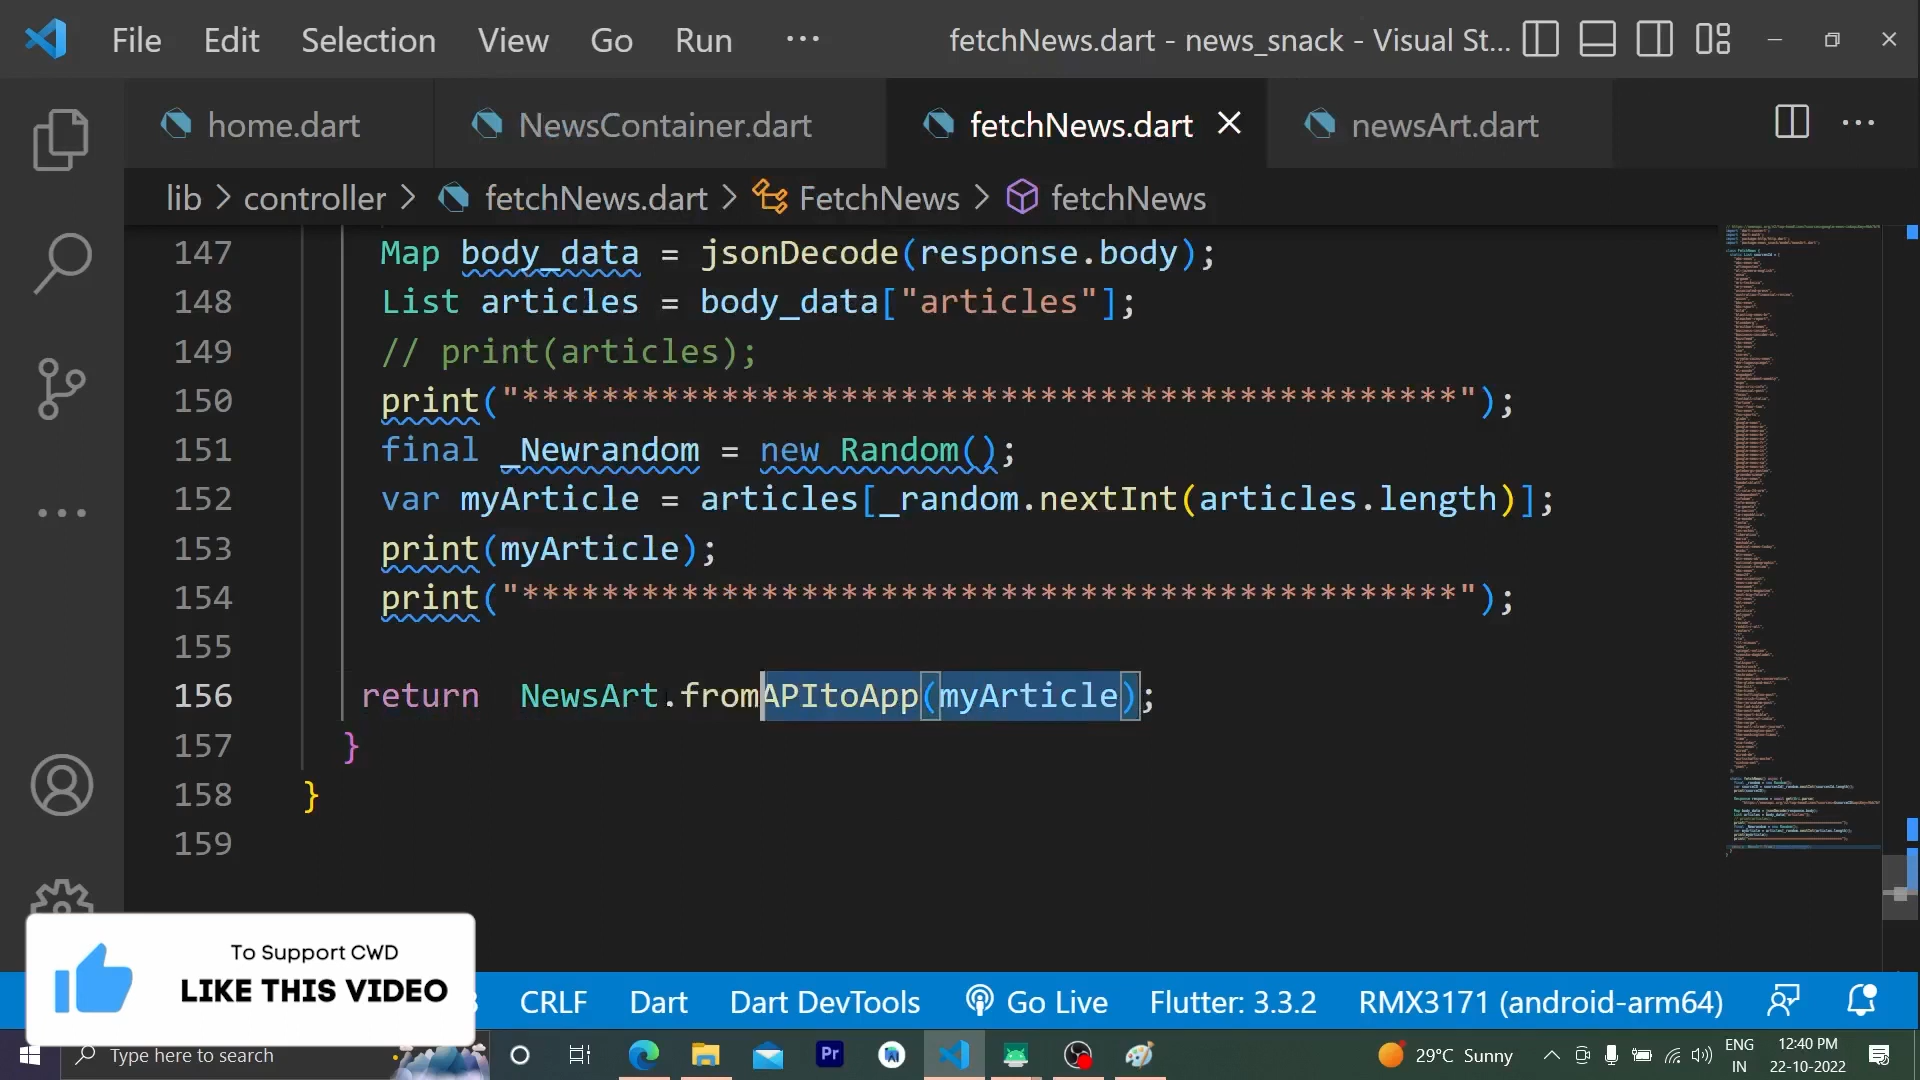 File Edit Selection View Go Run ...
fetchNews.dart - news_snack - Visual St...
home.dart NewsContainer.dart fetchNews.dart newsArt.dart
lib > controller > fetchNews.dart > FetchNews > fetchNews
147 Map body_data = jsonDecode(response.body);
148 List articles = body_data["articles"];
149 // print(articles);
150 print("***********************************************");
151 final _Newrandom = new Random();
152 var myArticle = articles[_random.nextInt(articles.length)];
153 print(myArticle);
154 print("***********************************************");
155
156 return  NewsArt.fromAPItoApp(myArticle);
157 }
158 }
159
To Support CWD
LIKE THIS VIDEO
CRLF Dart Dart DevTools Go Live Flutter: 3.3.2 RMX3171 (android-arm64)
Type here to search
Pr
29°C Sunny
ENG
IN
12:40 PM
22-10-2022